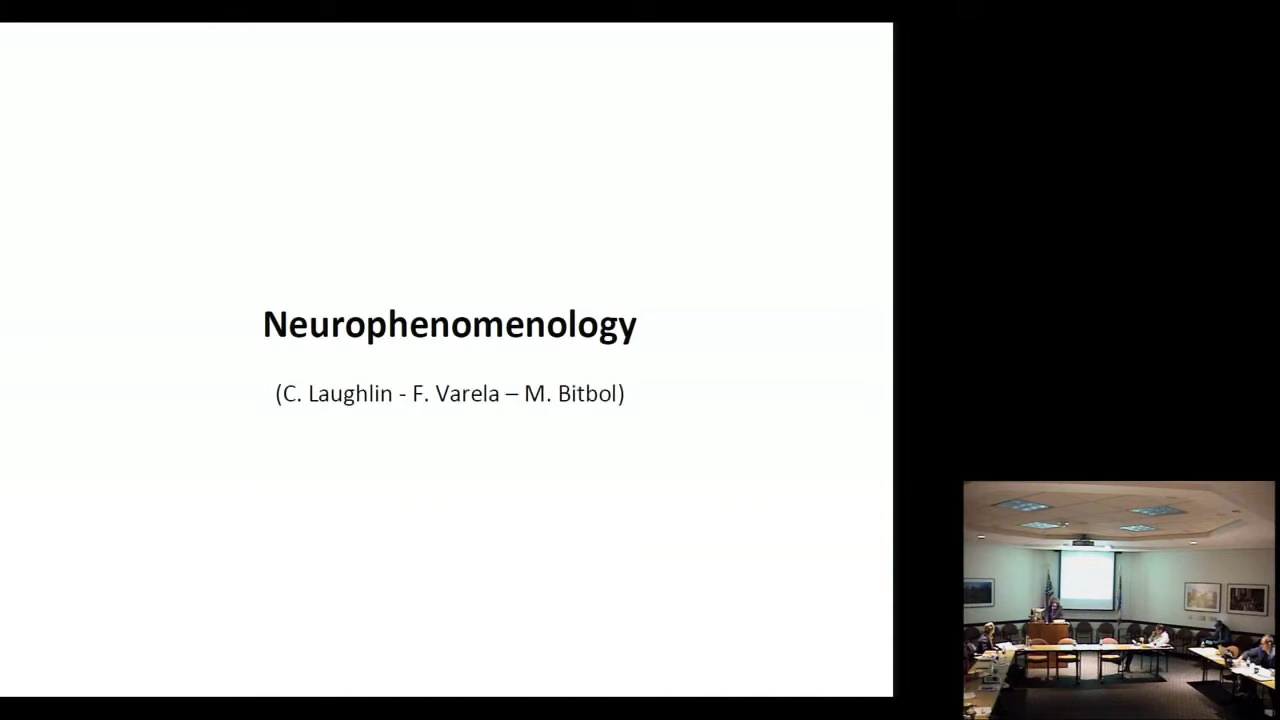 Neurophenomenology
(C. Laughlin - F. Varela – M. Bitbol)